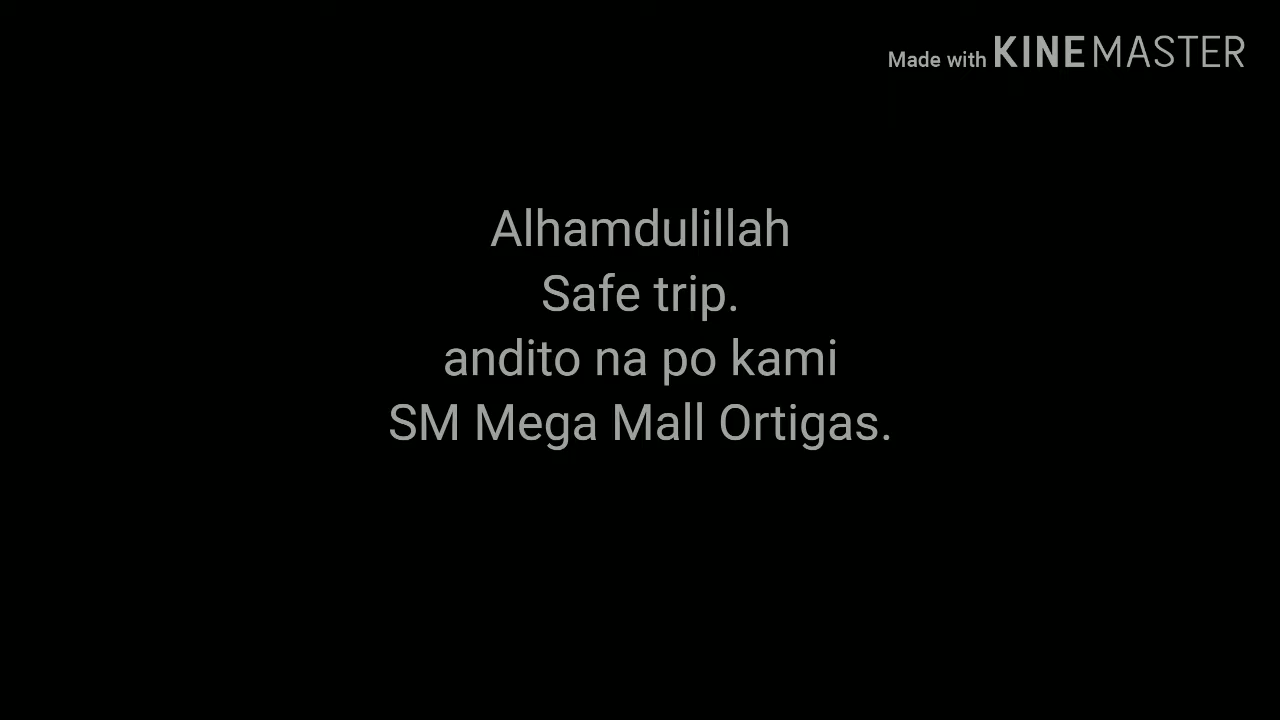 Made with KINEMASTER
Alhamdulillah
Safe trip.
andito na po kami
SM Mega Mall Ortigas.